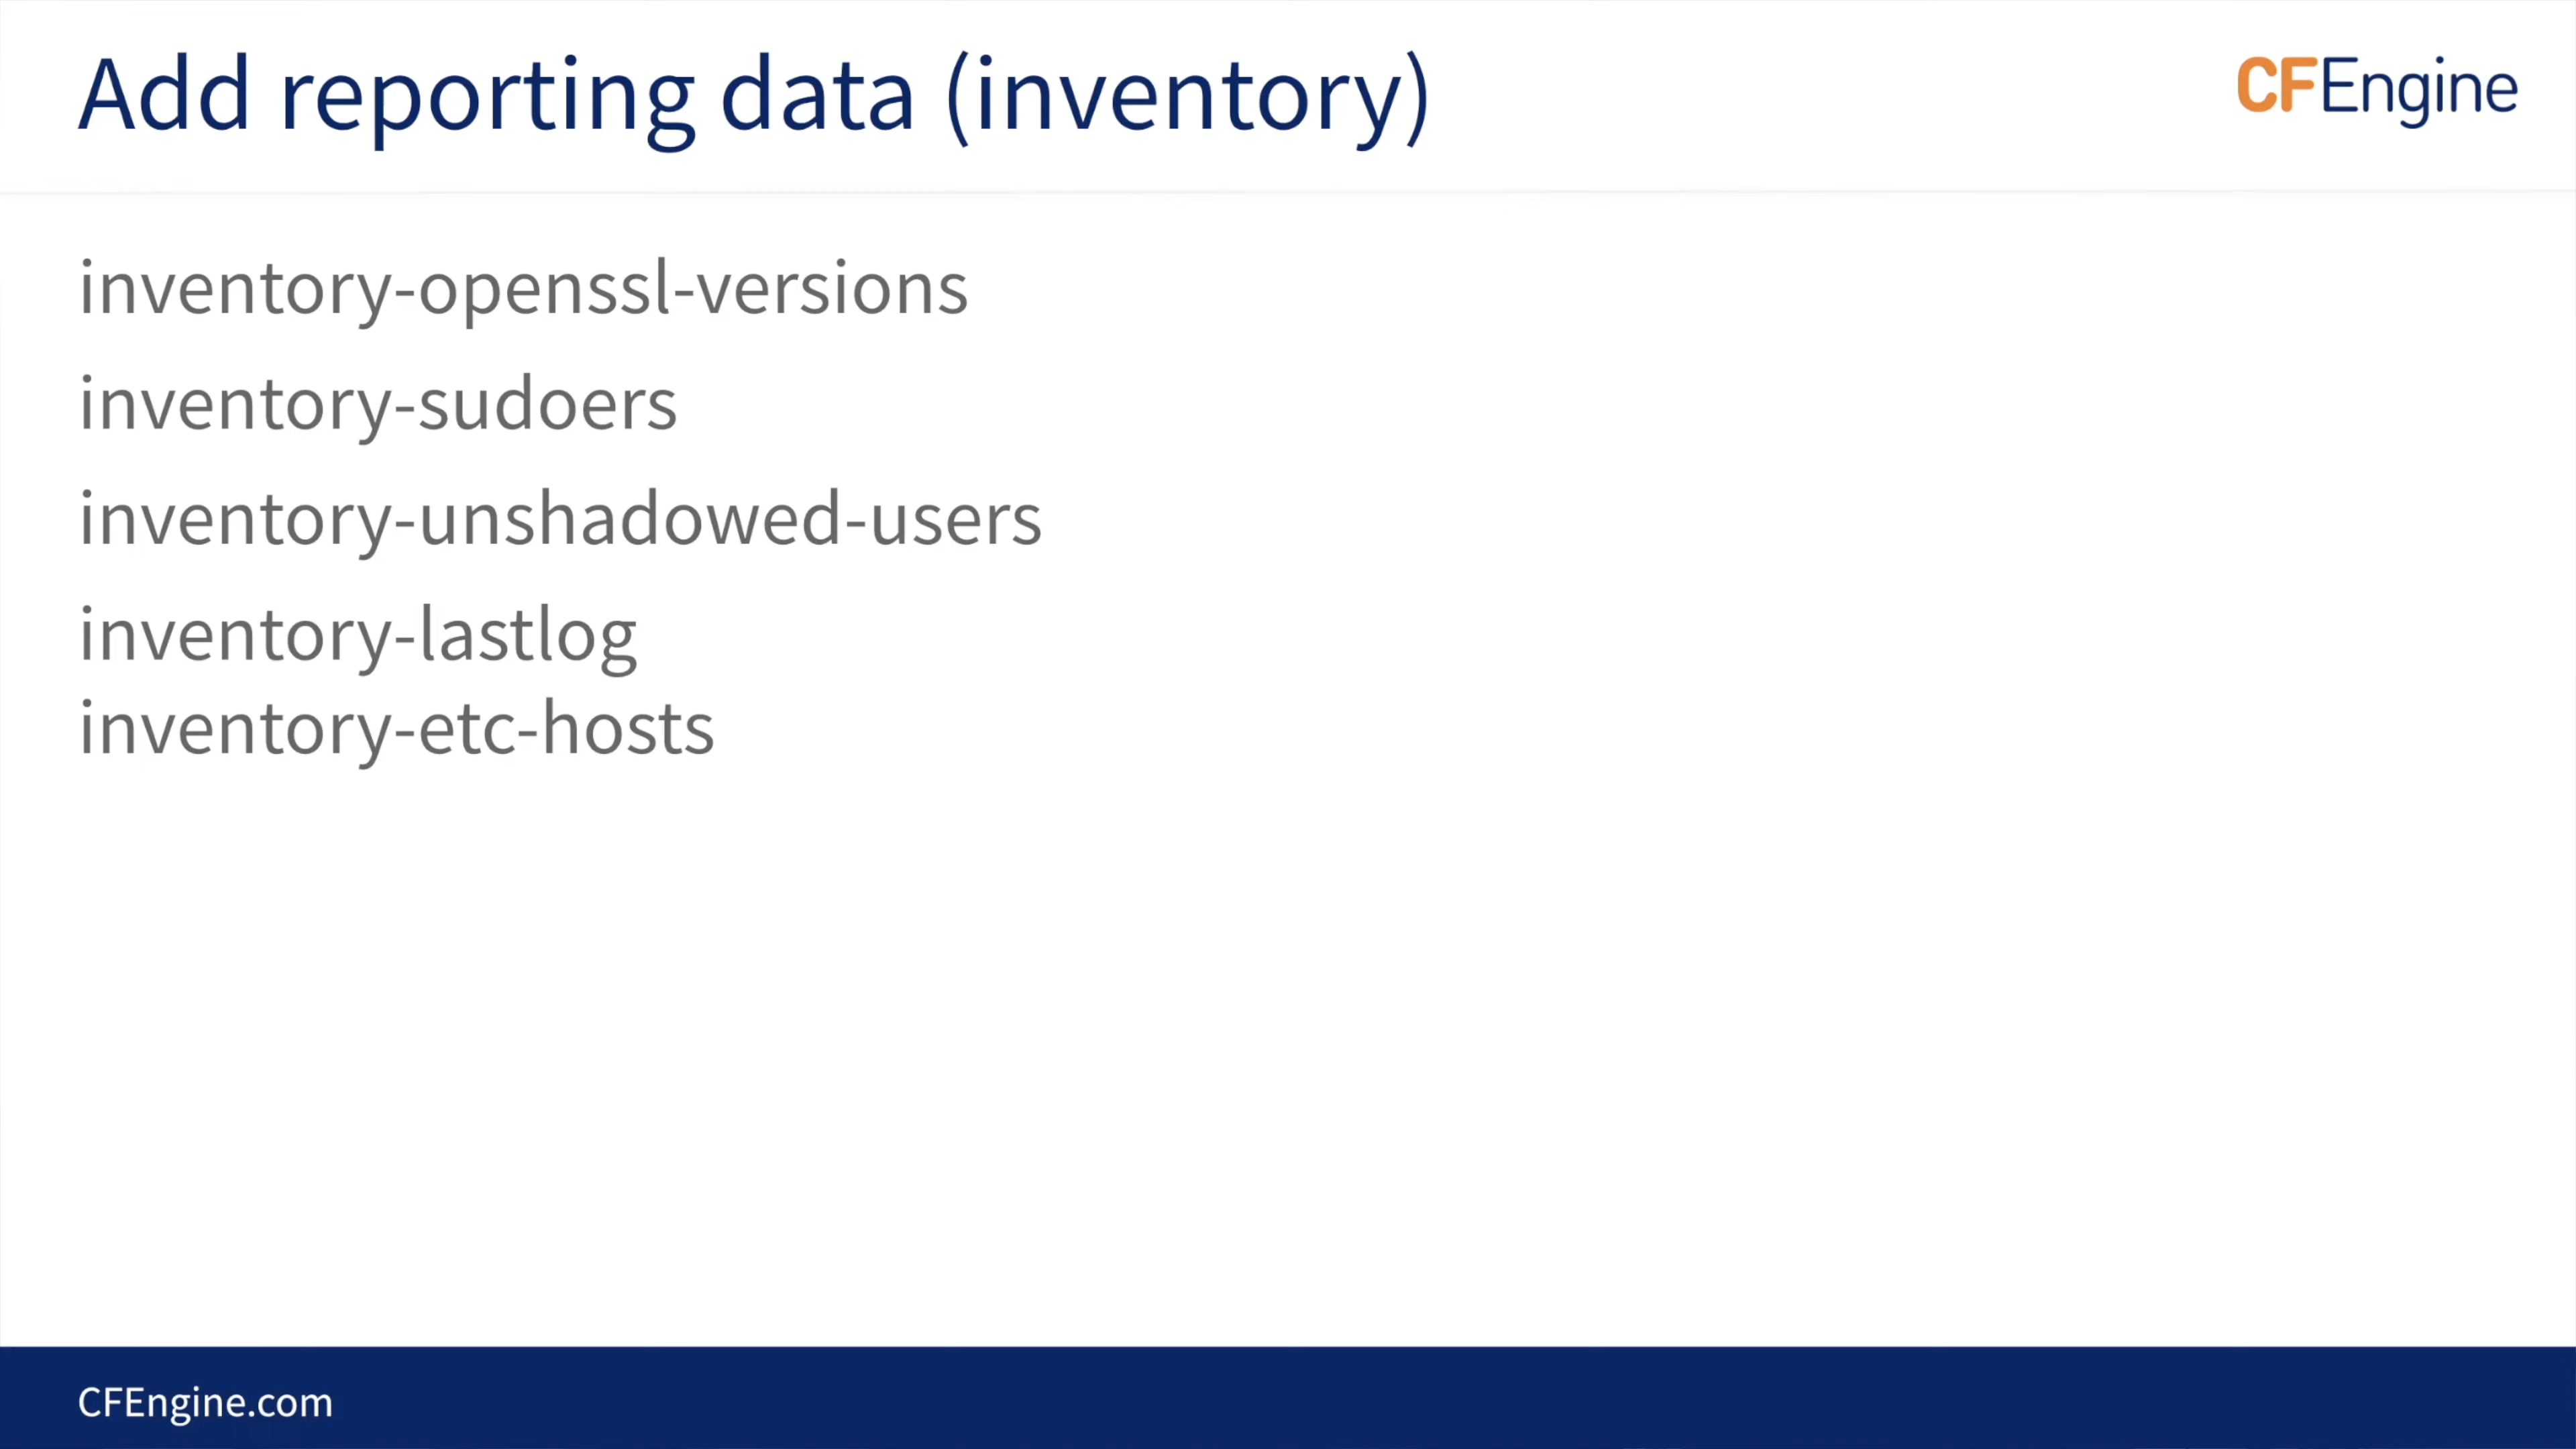 Add reporting data (inventory)
CFEngine
inventory-openssl-versions
inventory-sudoers
inventory-unshadowed-users
inventory-lastlog
inventory-etc-hosts
CFEngine.com